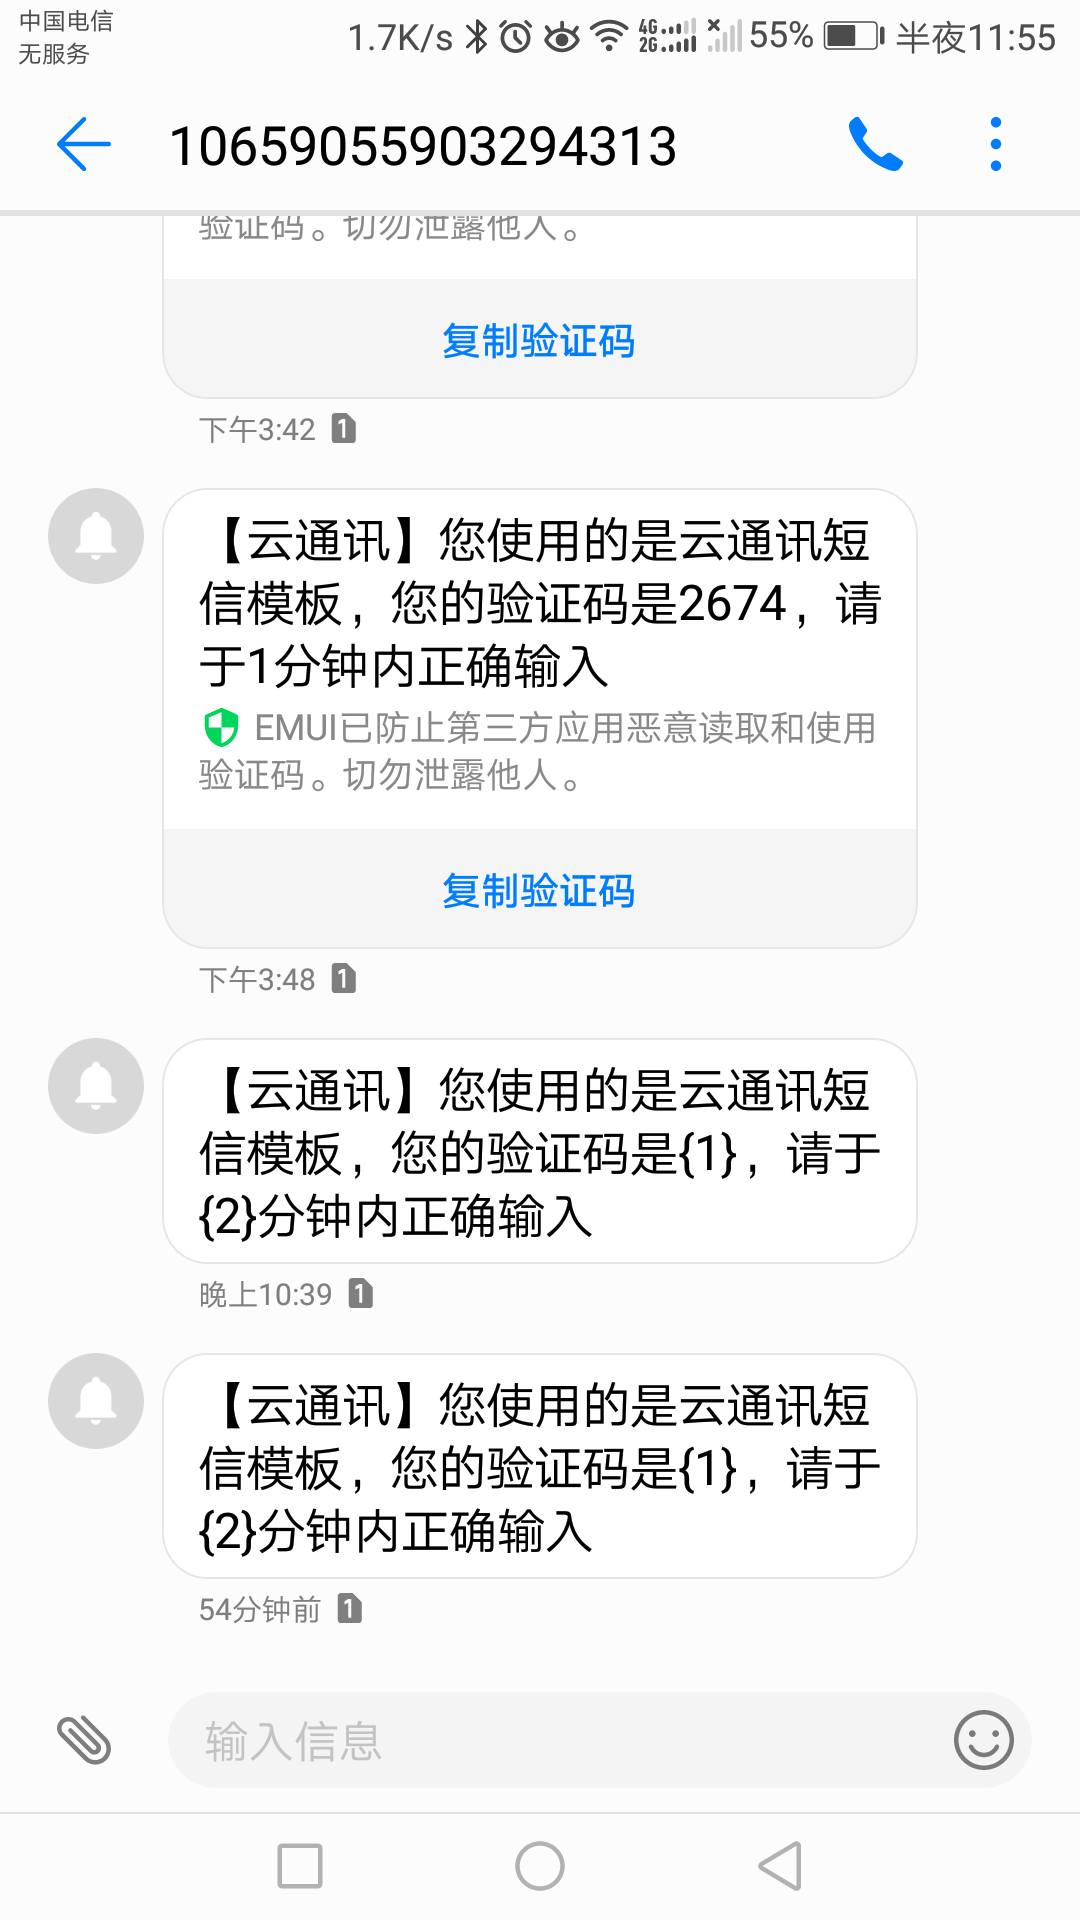 中国电信
无服务
1.7K/s 4G 2G 55% 半夜11:55
10659055903294313
验证码。切勿泄露他人。
复制验证码
下午3:42 1
【云通讯】您使用的是云通讯短
信模板，您的验证码是2674，请
于1分钟内正确输入
EMUI已防止第三方应用恶意读取和使用
验证码。切勿泄露他人。
复制验证码
下午3:48 1
【云通讯】您使用的是云通讯短
信模板，您的验证码是{1}，请于
{2}分钟内正确输入
晚上10:39 1
【云通讯】您使用的是云通讯短
信模板，您的验证码是{1}，请于
{2}分钟内正确输入
54分钟前 1
输入信息